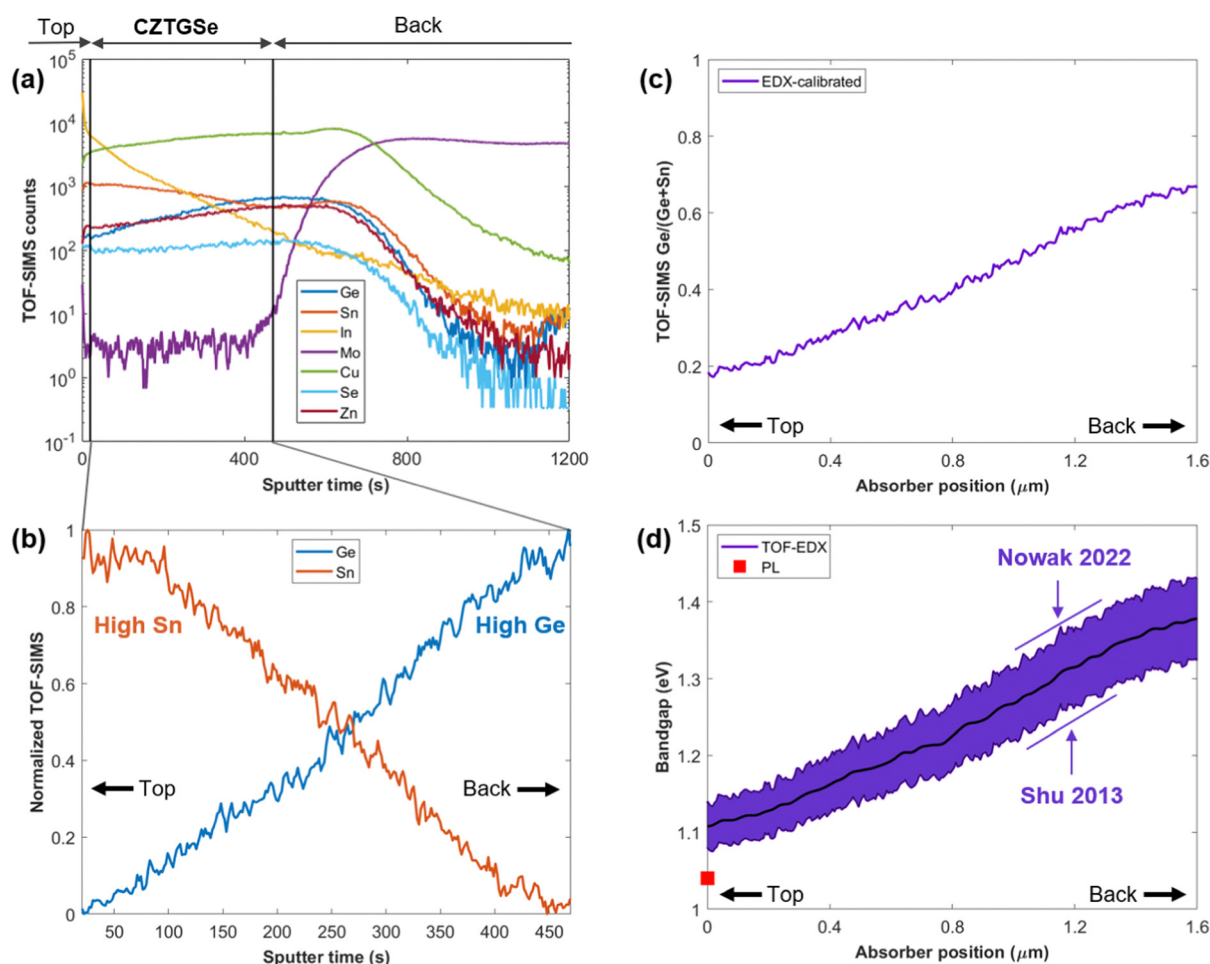 Top CZTGSe Back
(a)
TOF-SIMS counts
10^5
10^4
10^3
10^2
10^1
10^0
10^-1
Ge
Sn
In
Mo
Cu
Se
Zn
0 400 800 1200
Sputter time (s)
(b)
Normalized TOF-SIMS
1
0.8
0.6
0.4
0.2
0
Ge
Sn
High Sn High Ge
Top Back
50 100 150 200 250 300 350 400 450
Sputter time (s)
(c)
TOF-SIMS Ge/(Ge+Sn)
1
0.8
0.6
0.4
0.2
0
EDX-calibrated
Top Back
0 0.4 0.8 1.2 1.6
Absorber position (μm)
(d)
Bandgap (eV)
1.5
1.4
1.3
1.2
1.1
1
TOF-EDX
PL
Nowak 2022
Shu 2013
Top Back
0 0.4 0.8 1.2 1.6
Absorber position (μm)